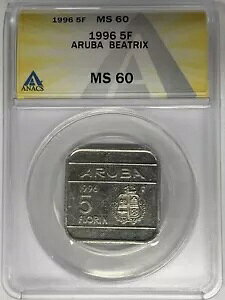 1996 5F MS 60
1996 5F
ARUBA BEATRIX
MS 60
ANACS
ARUBA
1996
5
FLORIN